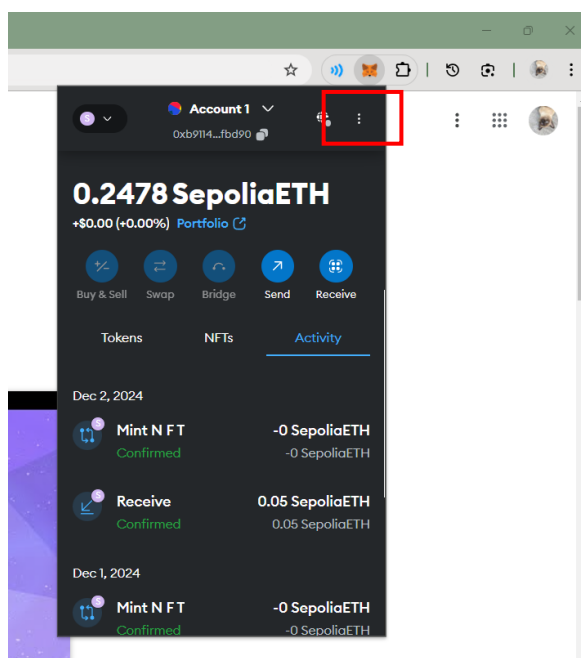 S
Account 1
0xb9114...fbd90
0.2478 SepoliaETH
+$0.00 (+0.00%) Portfolio
Buy & Sell Swap Bridge Send Receive
Tokens NFTs Activity
Dec 2, 2024
S
Mint N F T -0 SepoliaETH
Confirmed -0 SepoliaETH
S
Receive 0.05 SepoliaETH
Confirmed 0.05 SepoliaETH
Dec 1, 2024
S
Mint N F T -0 SepoliaETH
Confirmed -0 SepoliaETH